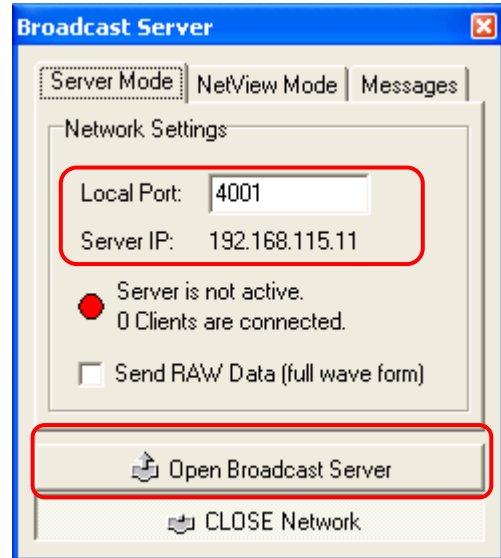 Broadcast Server
Server Mode NetView Mode Messages
Network Settings
Local Port: 4001
Server IP: 192.168.115.11
Server is not active.
0 Clients are connected.
Send RAW Data (full wave form)
Open Broadcast Server
CLOSE Network